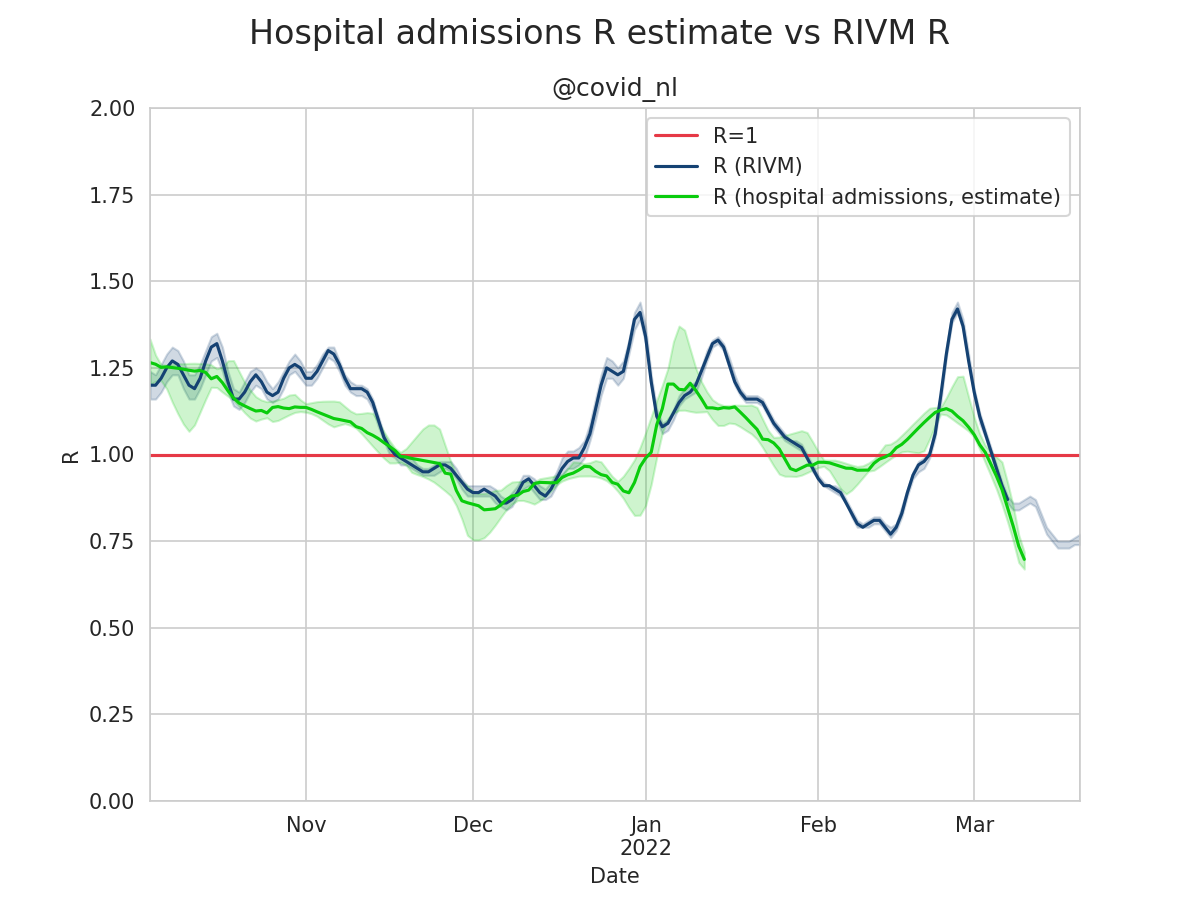 Hospital admissions R estimate vs RIVM R
@covid_nl
R=1
R (RIVM)
R (hospital admissions, estimate)
2.00
1.75
1.50
1.25
1.00
0.75
0.50
0.25
0.00
R
Nov
Dec
Jan
2022
Feb
Mar
Date